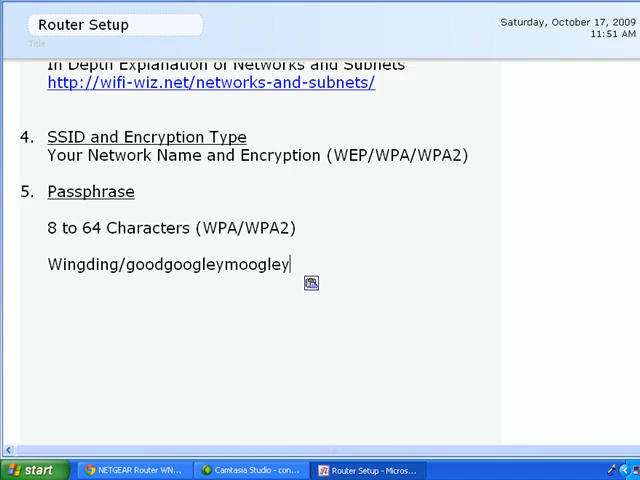 Router Setup
Title
Saturday, October 17, 2009
11:51 AM
In Depth Explanation of Networks and Subnets
http://wifi-wiz.net/networks-and-subnets/
4. SSID and Encryption Type
Your Network Name and Encryption (WEP/WPA/WPA2)
5. Passphrase
8 to 64 Characters (WPA/WPA2)
Wingding/goodgoogleymoogley
start
NETGEAR Router WN...
Camtasia Studio - con...
Router Setup - Micros...